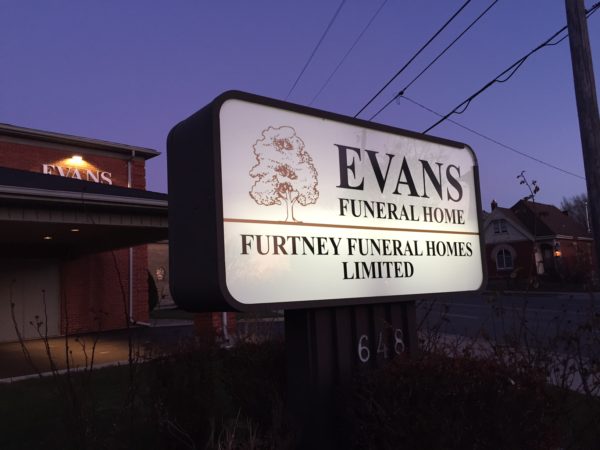 EVANS
EVANS
FUNERAL HOME
FURTNEY FUNERAL HOMES
LIMITED
648